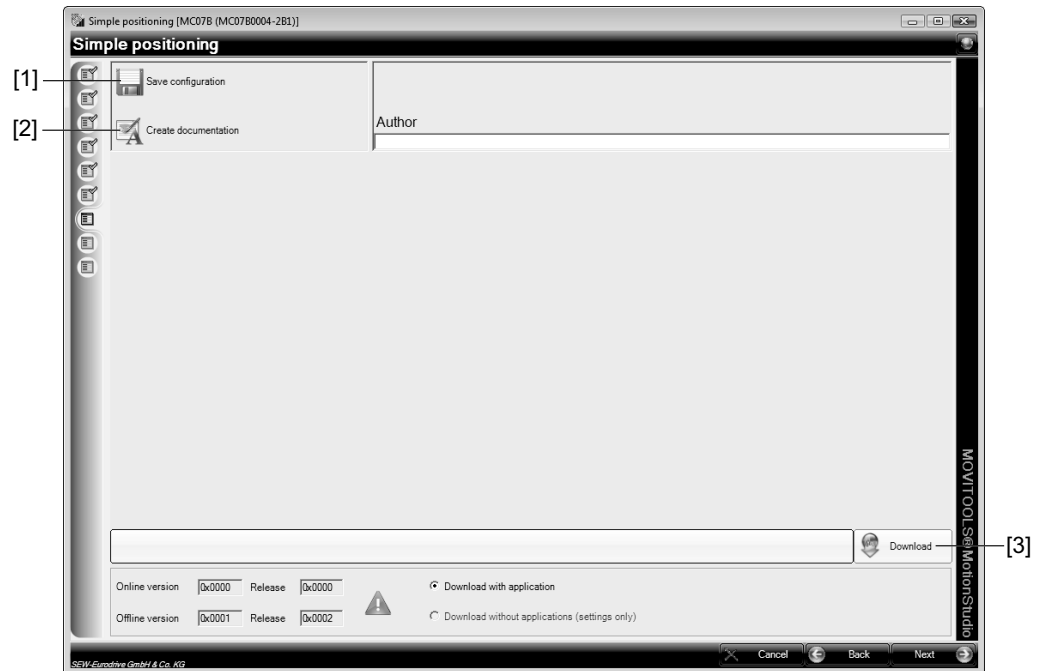 Simple positioning [MC07B (MC07B0004-2B1)]
Simple positioning
[1]
Save configuration
[2]
Create documentation
Author
Download
[3]
Online version 0x0000 Release 0x0000
Download with application
Offline version 0x0001 Release 0x0002
Download without applications (settings only)
MOVITOOLS® MotionStudio
SEW-Eurodrive GmbH & Co. KG
Cancel Back Next